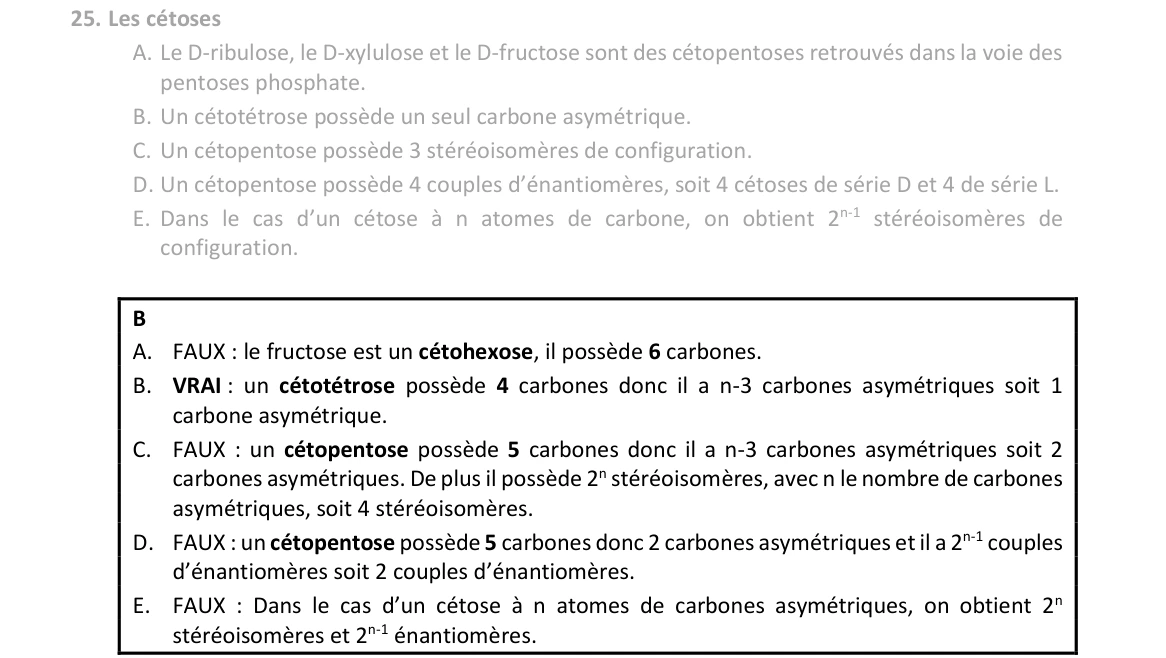 25. Les cétoses
A. Le D-ribulose, le D-xylulose et le D-fructose sont des cétopentoses retrouvés dans la voie des
pentoses phosphate.
B. Un cétotétrose possède un seul carbone asymétrique.
C. Un cétopentose possède 3 stéréoisomères de configuration.
D. Un cétopentose possède 4 couples d’énantiomères, soit 4 cétoses de série D et 4 de série L.
E. Dans le cas d’un cétose à n atomes de carbone, on obtient 2ⁿ⁻¹ stéréoisomères de
configuration.
B
A. FAUX : le fructose est un cétohexose, il possède 6 carbones.
B. VRAI : un cétotétrose possède 4 carbones donc il a n-3 carbones asymétriques soit 1
carbone asymétrique.
C. FAUX : un cétopentose possède 5 carbones donc il a n-3 carbones asymétriques soit 2
carbones asymétriques. De plus il possède 2ⁿ stéréoisomères, avec n le nombre de carbones
asymétriques, soit 4 stéréoisomères.
D. FAUX : un cétopentose possède 5 carbones donc 2 carbones asymétriques et il a 2ⁿ⁻¹ couples
d’énantiomères soit 2 couples d’énantiomères.
E. FAUX : Dans le cas d’un cétose à n atomes de carbones asymétriques, on obtient 2ⁿ
stéréoisomères et 2ⁿ⁻¹ énantiomères.